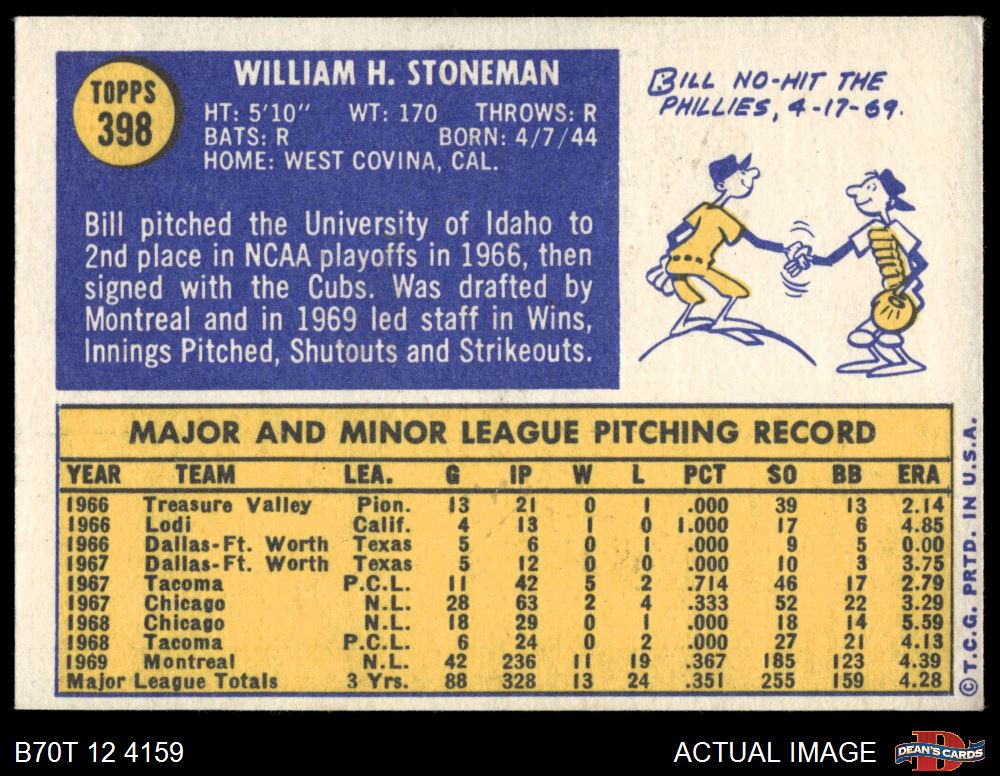 TOPPS
398
WILLIAM H. STONEMAN
HT: 5'10" WT: 170 THROWS: R
BATS: R BORN: 4/7/44
HOME: WEST COVINA, CAL.
Bill pitched the University of Idaho to
2nd place in NCAA playoffs in 1966, then
signed with the Cubs. Was drafted by
Montreal and in 1969 led staff in Wins,
Innings Pitched, Shutouts and Strikeouts.
BILL NO-HIT THE
PHILLIES, 4-17-69.
MAJOR AND MINOR LEAGUE PITCHING RECORD
YEAR TEAM LEA. G IP W L PCT SO BB ERA
1966 Treasure Valley Pion. 13 21 0 1 .000 39 13 2.14
1966 Lodi Calif. 4 13 1 0 1.000 17 6 4.85
1966 Dallas-Ft. Worth Texas 5 6 0 1 .000 9 5 0.00
1967 Dallas-Ft. Worth Texas 5 12 0 0 .000 10 3 3.75
1967 Tacoma P.C.L. 11 42 5 2 .714 46 17 2.79
1967 Chicago N.L. 28 63 2 4 .333 52 22 3.29
1968 Chicago N.L. 18 29 0 1 .000 18 14 5.59
1968 Tacoma P.C.L. 6 24 0 2 .000 27 21 4.13
1969 Montreal N.L. 42 236 11 19 .367 185 123 4.39
Major League Totals 3 Yrs. 88 328 13 24 .351 255 159 4.28
© T.C.G. PRTD. IN U.S.A.
B70T 12 4159
ACTUAL IMAGE
DEAN'S CARDS